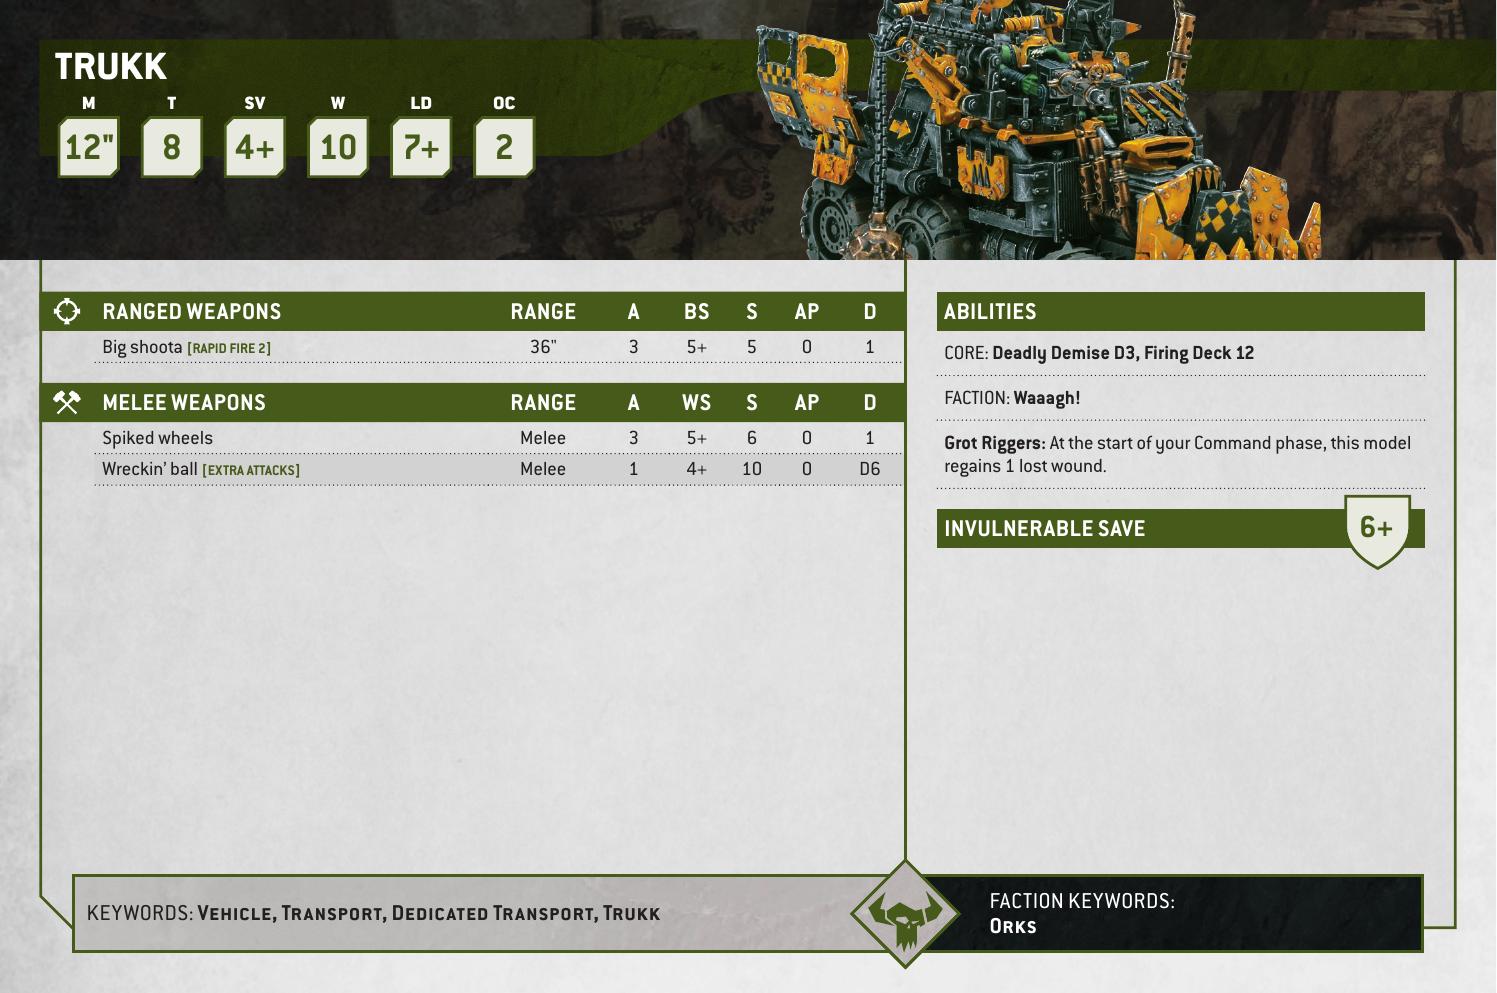 TRUKK
M T SV W LD OC
12" 8 4+ 10 7+ 2
RANGED WEAPONS RANGE A BS S AP D
Big shoota [RAPID FIRE 2] 36" 3 5+ 5 0 1
MELEE WEAPONS RANGE A WS S AP D
Spiked wheels Melee 3 5+ 6 0 1
Wreckin’ ball [EXTRA ATTACKS] Melee 1 4+ 10 0 D6
ABILITIES
CORE: Deadly Demise D3, Firing Deck 12
FACTION: Waaagh!
Grot Riggers: At the start of your Command phase, this model
regains 1 lost wound.
INVULNERABLE SAVE 6+
KEYWORDS: Vehicle, Transport, Dedicated Transport, Trukk
FACTION KEYWORDS:
Orks